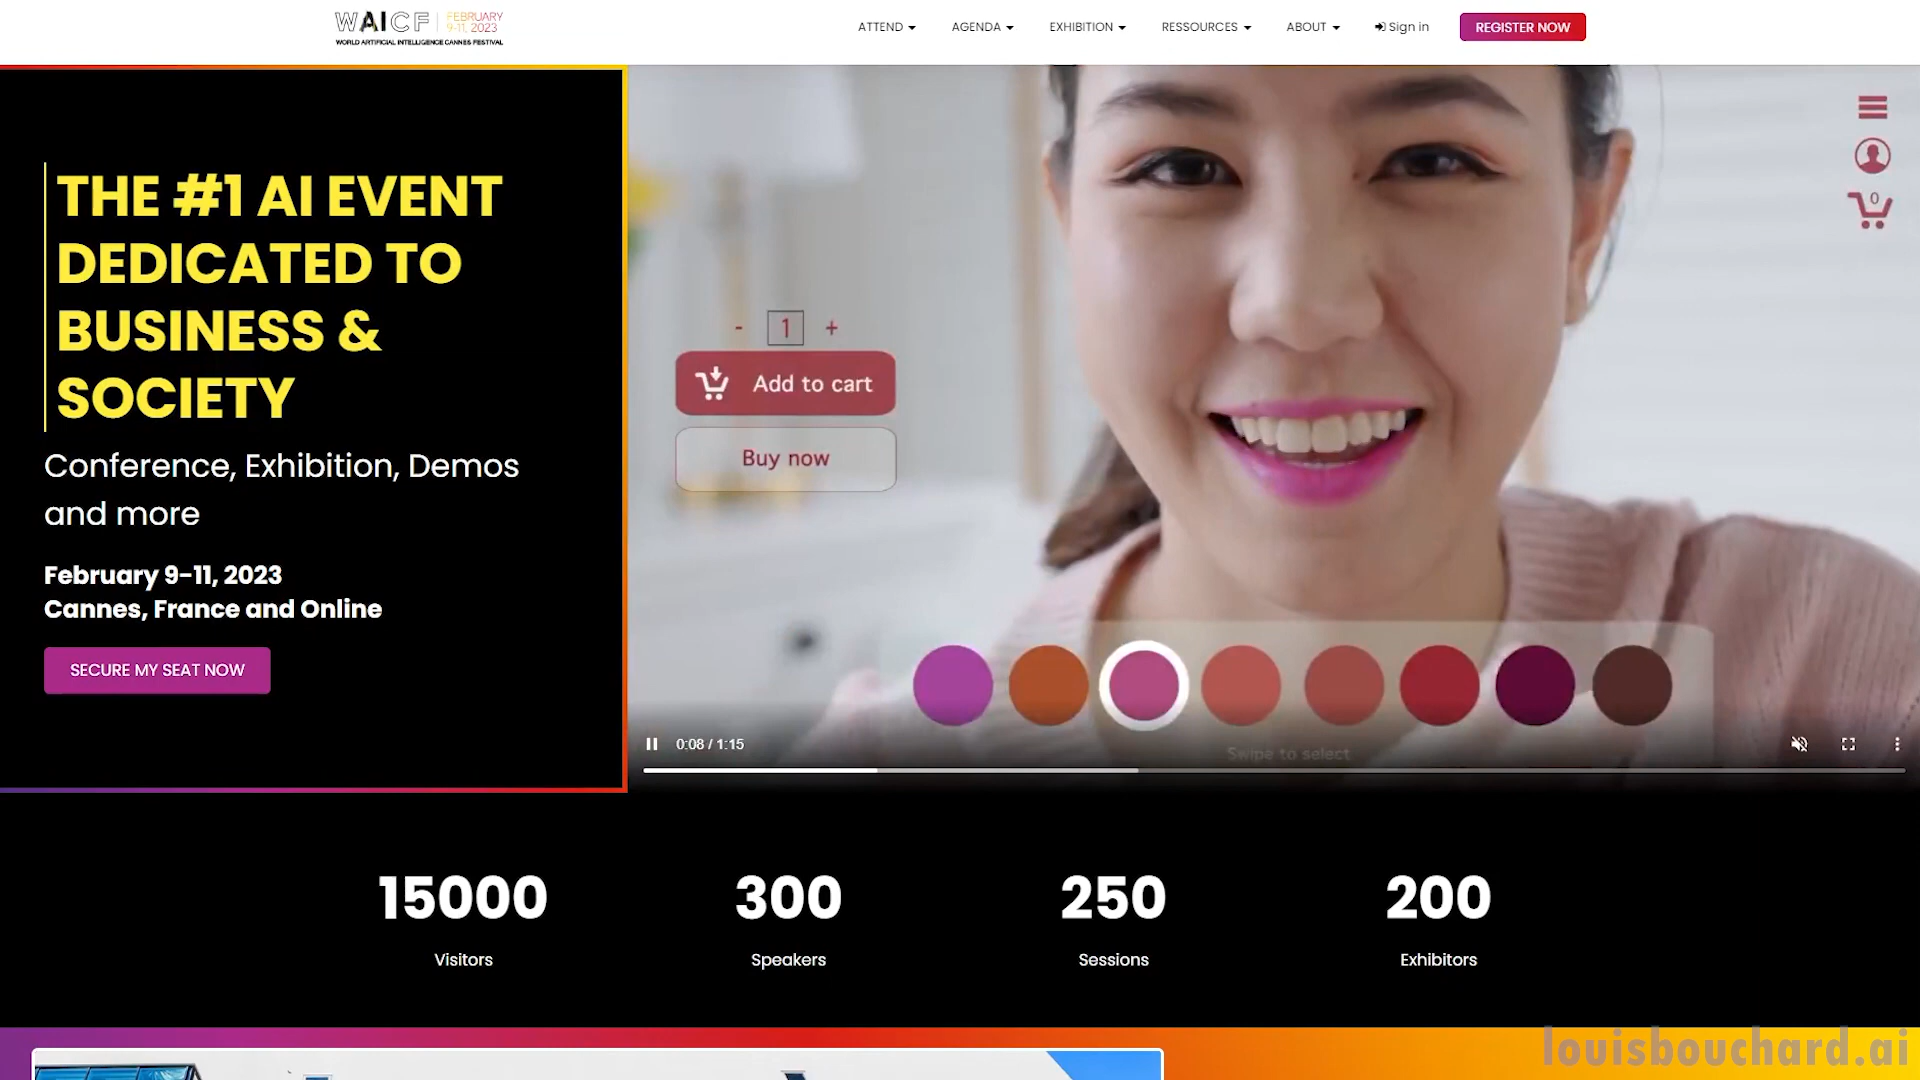 WAICF
FEBRUARY
9-11, 2023
WORLD ARTIFICIAL INTELLIGENCE CANNES FESTIVAL
ATTEND
AGENDA
EXHIBITION
RESSOURCES
ABOUT
Sign in
REGISTER NOW
THE #1 AI EVENT
DEDICATED TO
BUSINESS &
SOCIETY
Conference, Exhibition, Demos
and more
February 9-11, 2023
Cannes, France and Online
SECURE MY SEAT NOW
0
- 1 +
Add to cart
Buy now
Swipe to select
0:08 / 1:15
15000
Visitors
300
Speakers
250
Sessions
200
Exhibitors
louisbouchard.ai